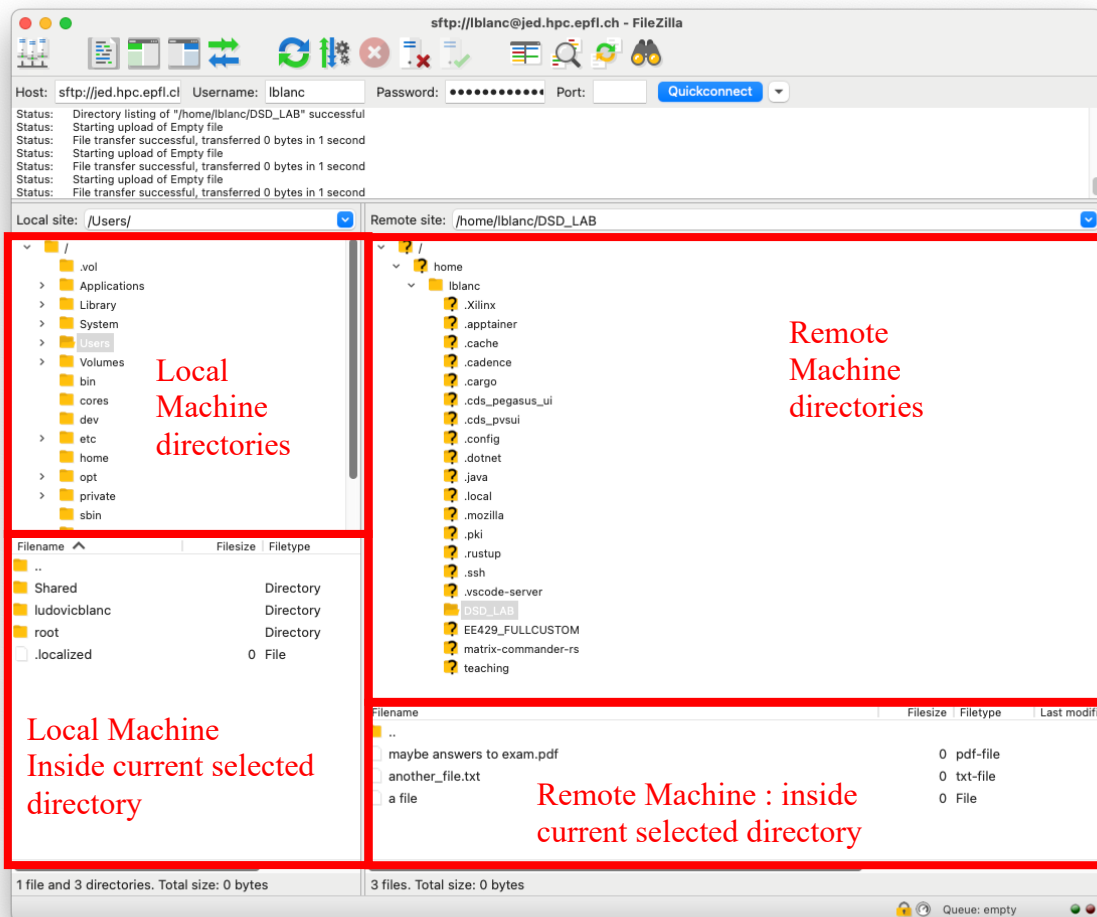 sftp://lblanc@jed.hpc.epfl.ch - FileZilla
Host: sftp://jed.hpc.epfl.cl Username: lblanc Password: •••••••••••• Port: Quickconnect
Status: Directory listing of "/home/lblanc/DSD_LAB" successful
Status: Starting upload of Empty file
Status: File transfer successful, transferred 0 bytes in 1 second
Status: Starting upload of Empty file
Status: File transfer successful, transferred 0 bytes in 1 second
Status: Starting upload of Empty file
Status: File transfer successful, transferred 0 bytes in 1 second
Local site: /Users/
/
.vol
Applications
Library
System
Users
Volumes
bin
cores
dev
etc
home
opt
private
sbin
Local
Machine
directories
Filename Filesize Filetype
..
Shared Directory
ludovicblanc Directory
root Directory
.localized 0 File
Local Machine
Inside current selected
directory
1 file and 3 directories. Total size: 0 bytes
Remote site: /home/lblanc/DSD_LAB
/
home
lblanc
.Xilinx
.apptainer
.cache
.cadence
.cargo
.cds_pegasus_ui
.cds_pvsui
.config
.dotnet
.java
.local
.mozilla
.pki
.rustup
.ssh
.vscode-server
DSD_LAB
EE429_FULLCUSTOM
matrix-commander-rs
teaching
Remote
Machine
directories
Filename Filesize Filetype Last modifi
..
maybe answers to exam.pdf 0 pdf-file
another_file.txt 0 txt-file
a file 0 File
Remote Machine : inside
current selected directory
3 files. Total size: 0 bytes
Queue: empty